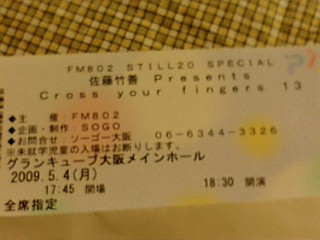 FM802 STILL20 SPECIAL
佐藤竹善 Presents
Cross your fingers 13
◆主 催:FM802
◆企画・制作:SOGO
◆お問合せ:ソーゴー大阪 06-6344-3326
※未就学児童の入場はお断りします。
グランキューブ大阪メインホール
2009. 5. 4(月)
17:45 開場 18:30 開演
全席指定